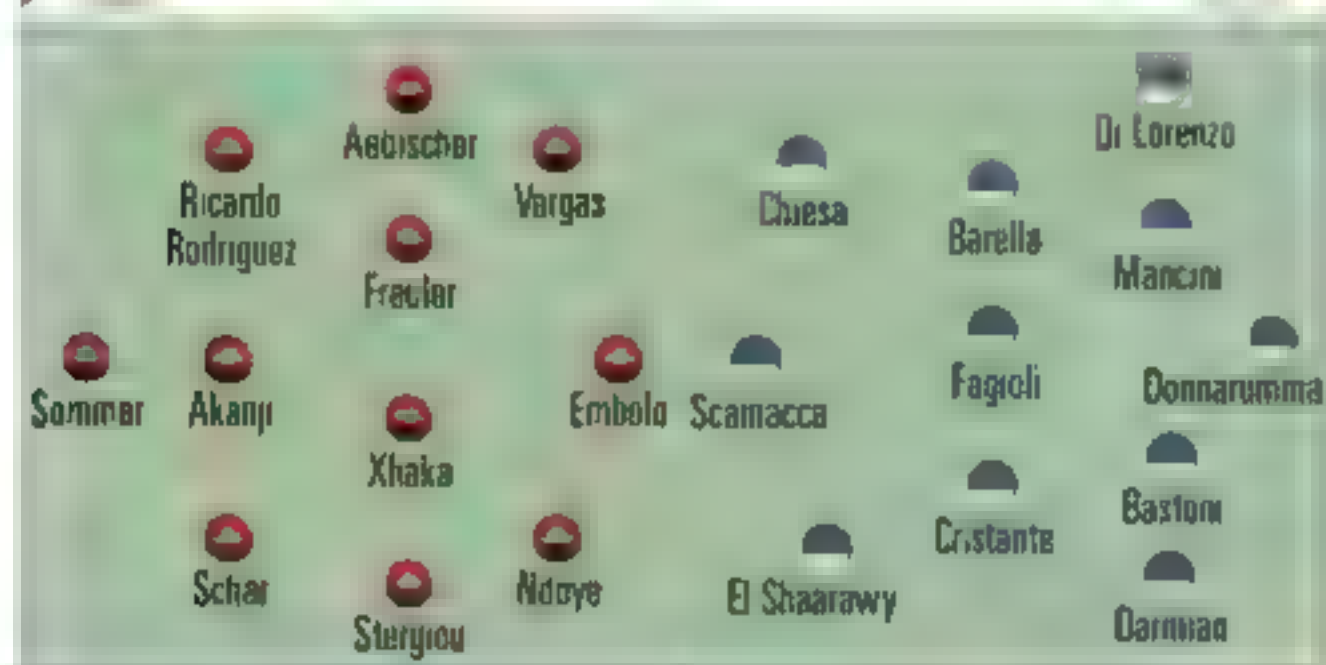 Aebischer
Ricardo
Rodriguez
Vargas
Freuler
Sommer
Akanji
Xhaka
Embolo
Schar
Stergiou
Ndoye
Di Lorenzo
Chiesa
Barella
Mancini
Scamacca
Fagioli
Donnarumma
Cristante
Bastoni
El Shaarawy
Darmian